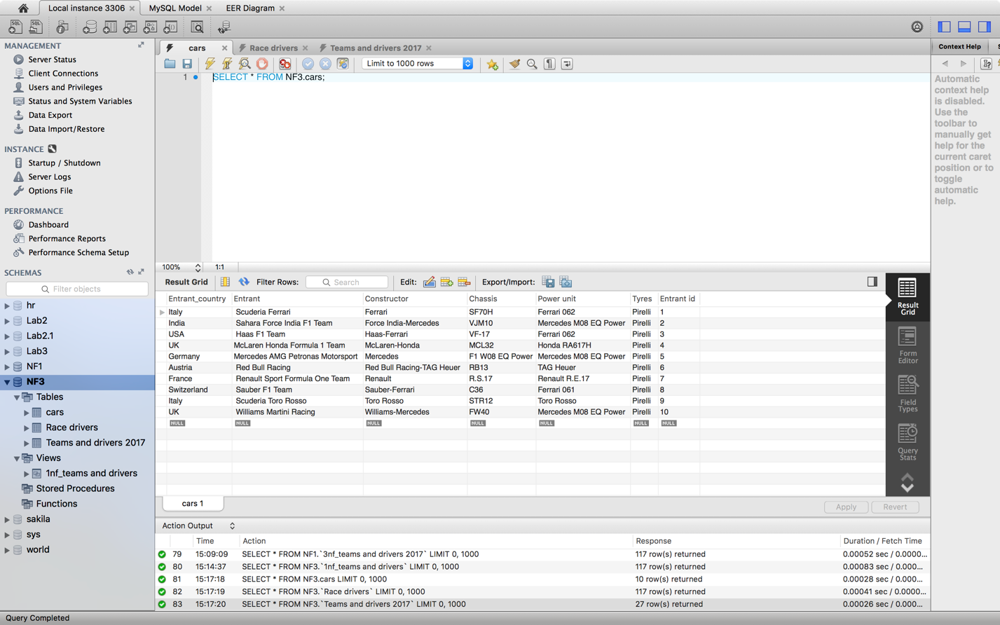 Local instance 3306 MySQL Model EER Diagram
MANAGEMENT
Server Status
Client Connections
Users and Privileges
Status and System Variables
Data Export
Data Import/Restore
INSTANCE
Startup / Shutdown
Server Logs
Options File
PERFORMANCE
Dashboard
Performance Reports
Performance Schema Setup
SCHEMAS
Filter objects
hr
Lab2
Lab2.1
Lab3
NF1
NF3
Tables
cars
Race drivers
Teams and drivers 2017
Views
1nf_teams and drivers
Stored Procedures
Functions
sakila
sys
world
cars Race drivers Teams and drivers 2017
Limit to 1000 rows
1 SELECT * FROM NF3.cars;
100% 1:1
Result Grid Filter Rows: Search Edit: Export/Import:
Entrant_country Entrant Constructor Chassis Power unit Tyres Entrant id
Italy Scuderia Ferrari Ferrari SF70H Ferrari 062 Pirelli 1
India Sahara Force India F1 Team Force India-Mercedes VJM10 Mercedes M08 EQ Power Pirelli 2
USA Haas F1 Team Haas-Ferrari VF-17 Ferrari 062 Pirelli 3
UK McLaren Honda Formula 1 Team McLaren-Honda MCL32 Honda RA617H Pirelli 4
Germany Mercedes AMG Petronas Motorsport Mercedes F1 W08 EQ Power Mercedes M08 EQ Power Pirelli 5
Austria Red Bull Racing Red Bull Racing-TAG Heuer RB13 TAG Heuer Pirelli 6
France Renault Sport Formula One Team Renault R.S.17 Renault R.E.17 Pirelli 7
Switzerland Sauber F1 Team Sauber-Ferrari C36 Ferrari 061 Pirelli 8
Italy Scuderia Toro Rosso Toro Rosso STR12 Toro Rosso Pirelli 9
UK Williams Martini Racing Williams-Mercedes FW40 Mercedes M08 EQ Power Pirelli 10
NULL NULL NULL NULL NULL NULL NULL
Result
Grid
Form
Editor
Field
Types
Query
Stats
cars 1 Apply Revert
Action Output
Time Action Response Duration / Fetch Time
79 15:09:09 SELECT * FROM NF1.`3nf_teams and drivers 2017` LIMIT 0, 1000 117 row(s) returned 0.00052 sec / 0.0000...
80 15:14:37 SELECT * FROM NF3.`1nf_teams and drivers` LIMIT 0, 1000 117 row(s) returned 0.00083 sec / 0.000...
81 15:17:18 SELECT * FROM NF3.cars LIMIT 0, 1000 10 row(s) returned 0.00028 sec / 0.000...
82 15:17:19 SELECT * FROM NF3.`Race drivers` LIMIT 0, 1000 117 row(s) returned 0.00041 sec / 0.000...
83 15:17:20 SELECT * FROM NF3.`Teams and drivers 2017` LIMIT 0, 1000 27 row(s) returned 0.00026 sec / 0.000...
Context Help S
Automatic
context help
is disabled.
Use the
toolbar to
manually get
help for the
current caret
position or to
toggle
automatic
help.
Query Completed